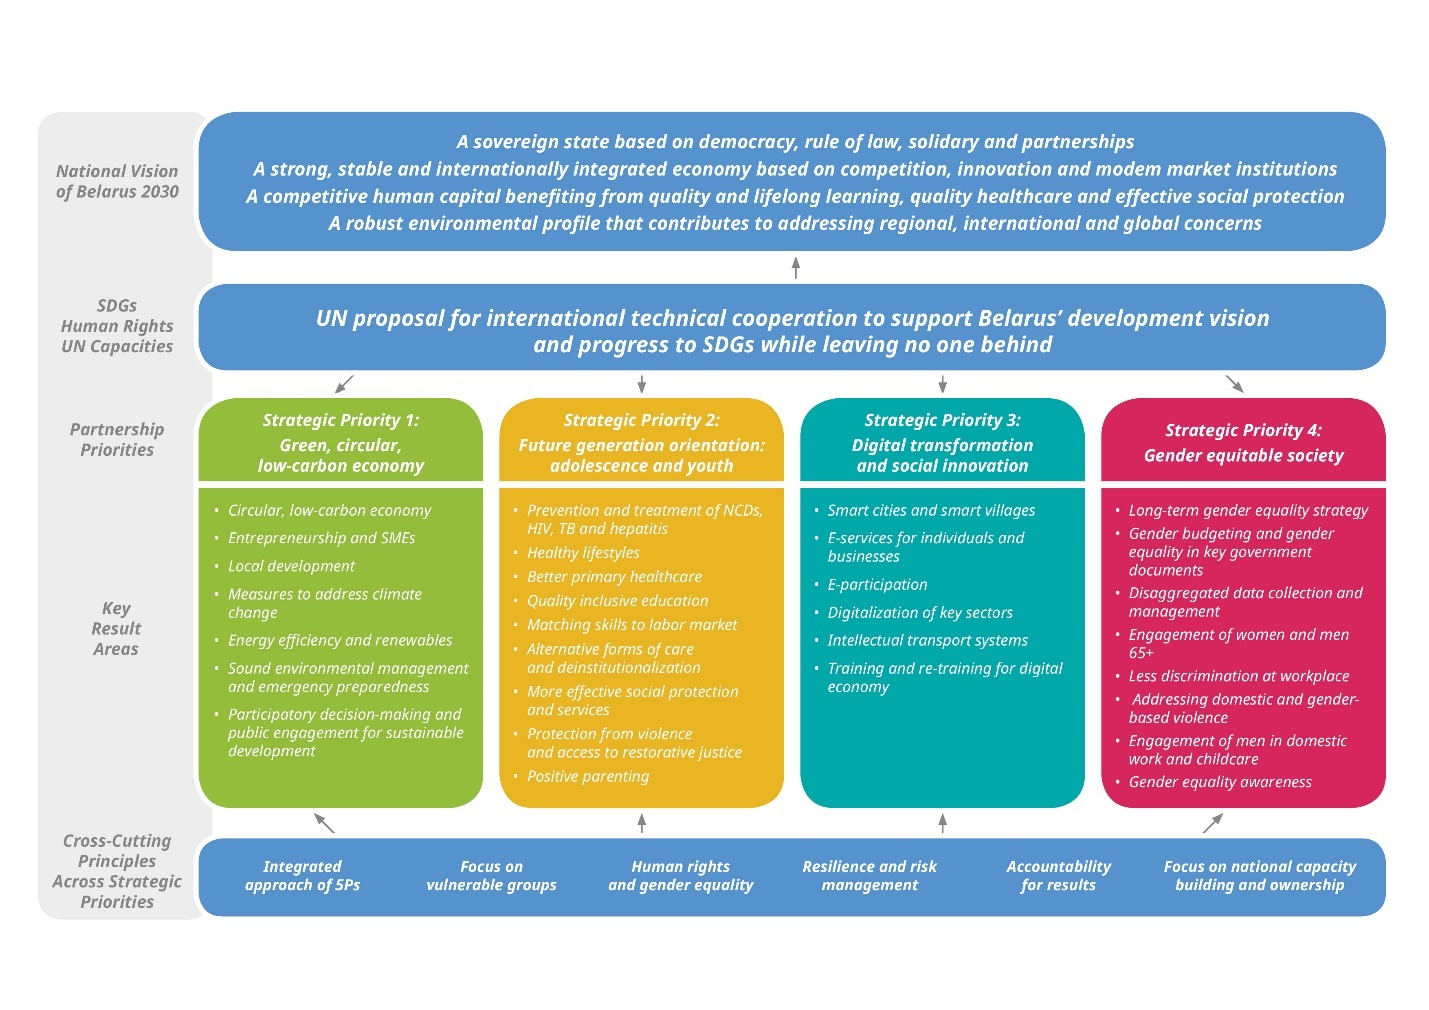 National Vision
of Belarus 2030
A sovereign state based on democracy, rule of law, solidary and partnerships
A strong, stable and internationally integrated economy based on competition, innovation and modem market institutions
A competitive human capital benefiting from quality and lifelong learning, quality healthcare and effective social protection
A robust environmental profile that contributes to addressing regional, international and global concerns
SDGs
Human Rights
UN Capacities
UN proposal for international technical cooperation to support Belarus’ development vision
and progress to SDGs while leaving no one behind
Partnership
Priorities
Strategic Priority 1:
Green, circular,
low-carbon economy
Strategic Priority 2:
Future generation orientation:
adolescence and youth
Strategic Priority 3:
Digital transformation
and social innovation
Strategic Priority 4:
Gender equitable society
Key
Result
Areas
• Circular, low-carbon economy
• Entrepreneurship and SMEs
• Local development
• Measures to address climate
change
• Energy efficiency and renewables
• Sound environmental management
and emergency preparedness
• Participatory decision-making and
public engagement for sustainable
development
• Prevention and treatment of NCDs,
HIV, TB and hepatitis
• Healthy lifestyles
• Better primary healthcare
• Quality inclusive education
• Matching skills to labor market
• Alternative forms of care
and deinstitutionalization
• More effective social protection
and services
• Protection from violence
and access to restorative justice
• Positive parenting
• Smart cities and smart villages
• E-services for individuals and
businesses
• E-participation
• Digitalization of key sectors
• Intellectual transport systems
• Training and re-training for digital
economy
• Long-term gender equality strategy
• Gender budgeting and gender
equality in key government
documents
• Disaggregated data collection and
management
• Engagement of women and men
65+
• Less discrimination at workplace
• Addressing domestic and gender-
based violence
• Engagement of men in domestic
work and childcare
• Gender equality awareness
Cross-Cutting
Principles
Across Strategic
Priorities
Integrated
approach of 5Ps
Focus on
vulnerable groups
Human rights
and gender equality
Resilience and risk
management
Accountability
for results
Focus on national capacity
building and ownership